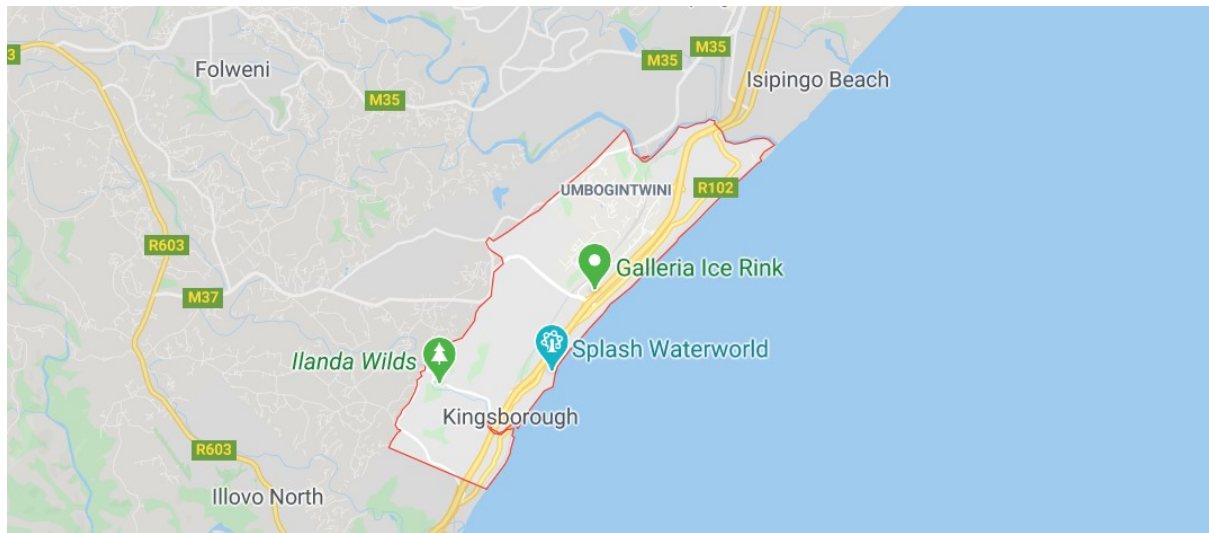 3
Folweni
M35
M35
M35
Isipingo Beach
UMBOGINTWINI
R102
R603
Galleria Ice Rink
M37
Splash Waterworld
Ilanda Wilds
Kingsborough
R603
Illovo North